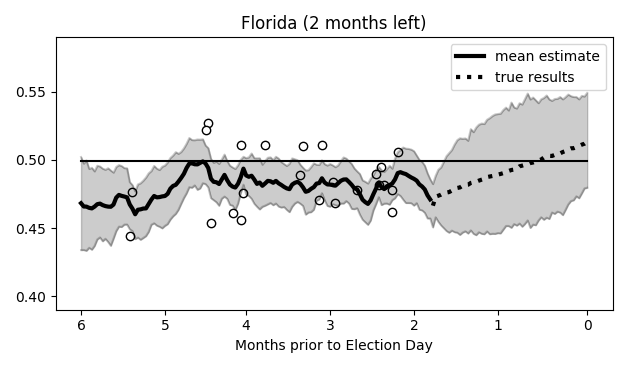 Florida (2 months left)
mean estimate
true results
0.55
0.50
0.45
0.40
6 5 4 3 2 1 0
Months prior to Election Day